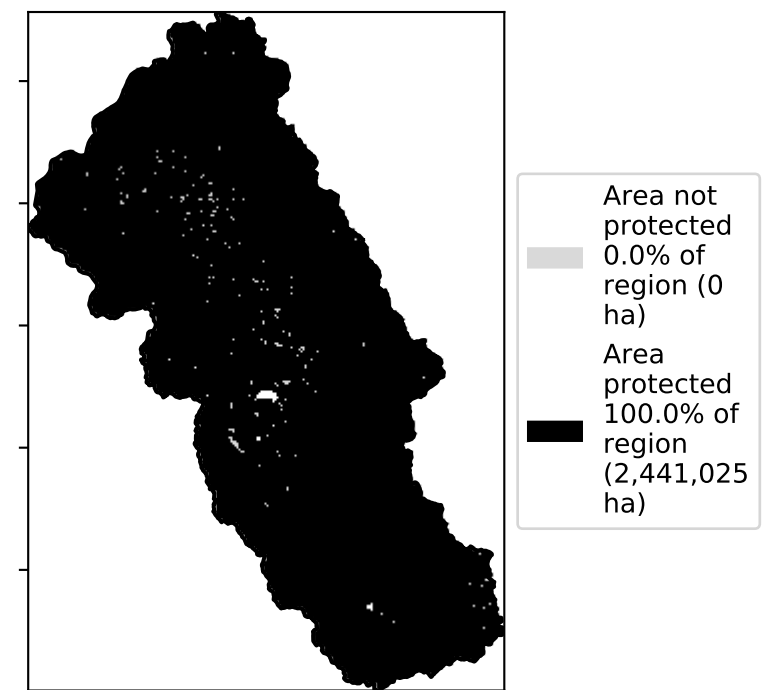 Area not
protected
0.0% of
region (0
ha)
Area
protected
100.0% of
region
(2,441,025
ha)